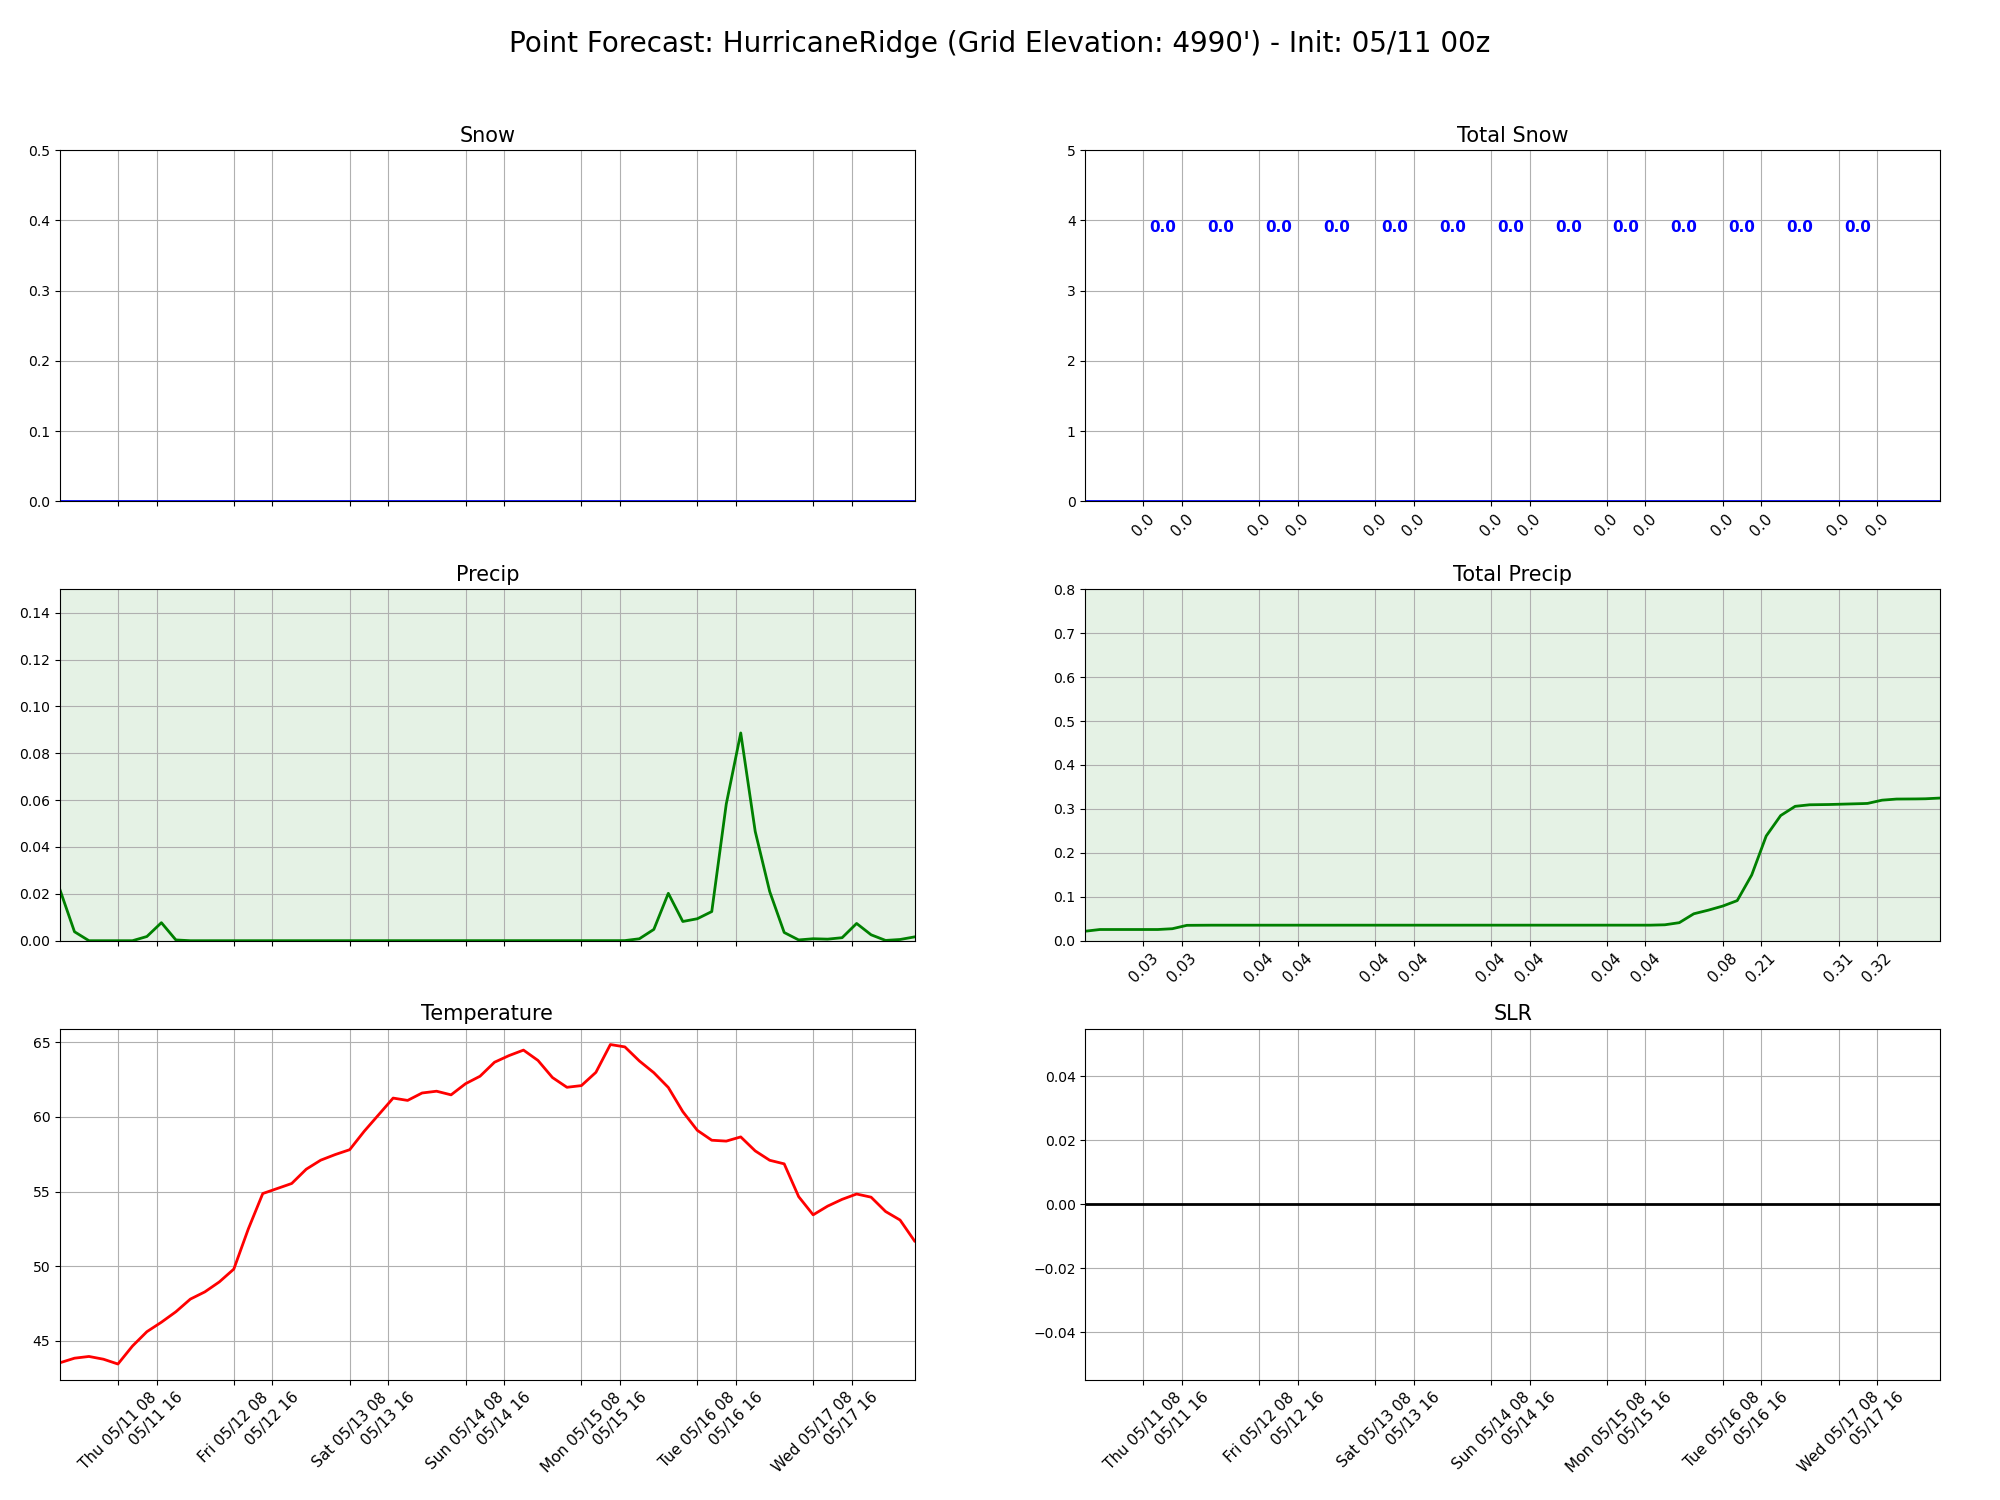 Point Forecast: HurricaneRidge (Grid Elevation: 4990') - Init: 05/11 00z
Snow
0.5
0.4
0.3
0.2
0.1
0.0
Total Snow
5
4
3
2
1
0
0.0 0.0 0.0 0.0 0.0 0.0 0.0 0.0 0.0 0.0 0.0 0.0 0.0
0.0 0.0 0.0 0.0 0.0 0.0 0.0 0.0 0.0 0.0 0.0 0.0 0.0 0.0
Precip
0.14
0.12
0.10
0.08
0.06
0.04
0.02
0.00
Total Precip
0.8
0.7
0.6
0.5
0.4
0.3
0.2
0.1
0.0
0.03 0.03 0.04 0.04 0.04 0.04 0.04 0.04 0.04 0.04 0.08 0.21 0.31 0.32
Temperature
65
60
55
50
45
Thu 05/11 08
05/11 16
Fri 05/12 08
05/12 16
Sat 05/13 08
05/13 16
Sun 05/14 08
05/14 16
Mon 05/15 08
05/15 16
Tue 05/16 08
05/16 16
Wed 05/17 08
05/17 16
SLR
0.04
0.02
0.00
−0.02
−0.04
Thu 05/11 08
05/11 16
Fri 05/12 08
05/12 16
Sat 05/13 08
05/13 16
Sun 05/14 08
05/14 16
Mon 05/15 08
05/15 16
Tue 05/16 08
05/16 16
Wed 05/17 08
05/17 16